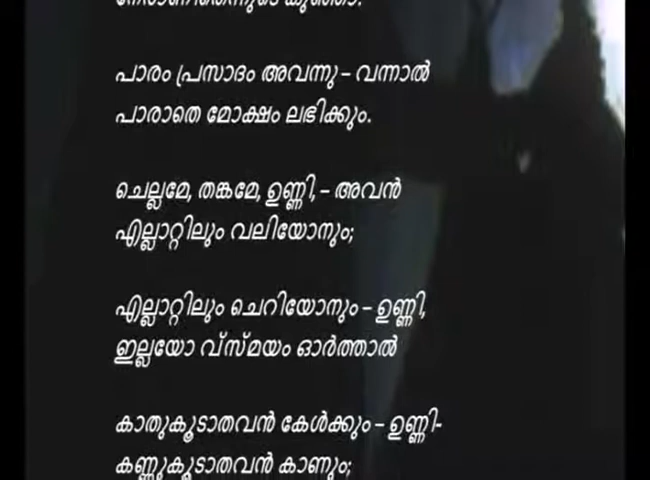 നേരാണിതെന്നുടെ കുഞ്ഞാ.
പാരം പ്രസാദം അവന്നു – വന്നാൽ
പാരാതെ മോക്ഷം ലഭിക്കും.
ചെല്ലമേ, തങ്കമേ, ഉണ്ണി, – അവൻ
എല്ലാറ്റിലും വലിയോനും;
എല്ലാറ്റിലും ചെറിയോനും – ഉണ്ണി,
ഇല്ലയോ വ്സ്മയം ഓർത്താൽ
കാതുകൂടാതവൻ കേൾക്കും – ഉണ്ണി-
കണ്ണുകൂടാതവൻ കാണും;